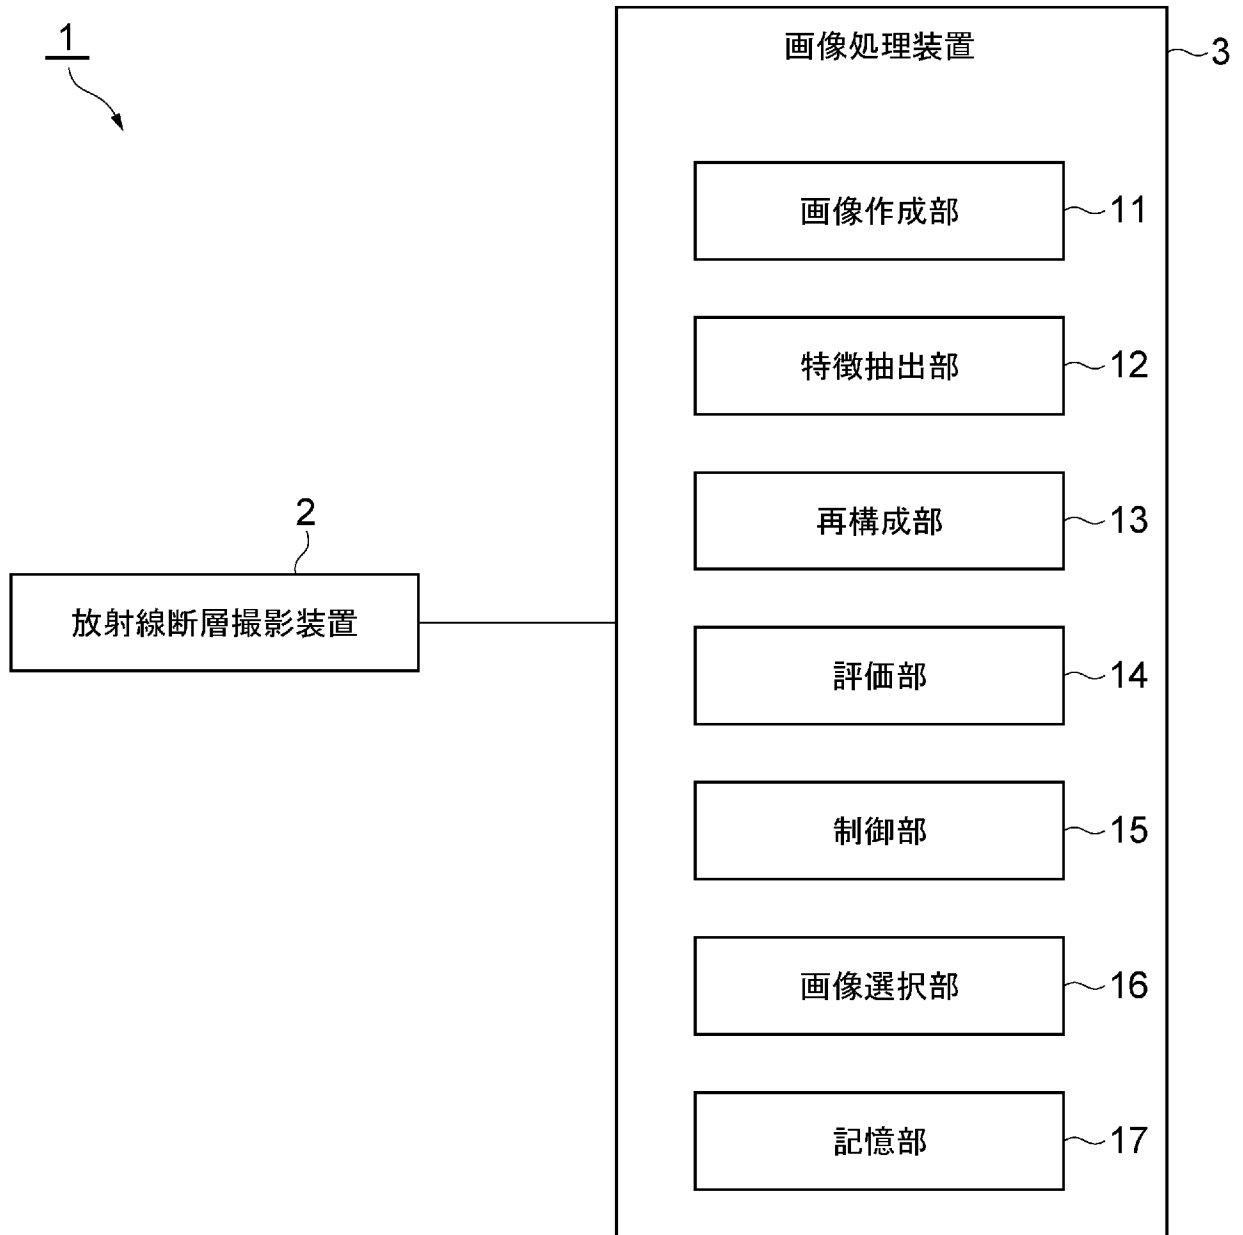 1
画像処理装置
3
画像作成部
11
特徴抽出部
12
再構成部
13
2
放射線断層撮影装置
評価部
14
制御部
15
画像選択部
16
記憶部
17